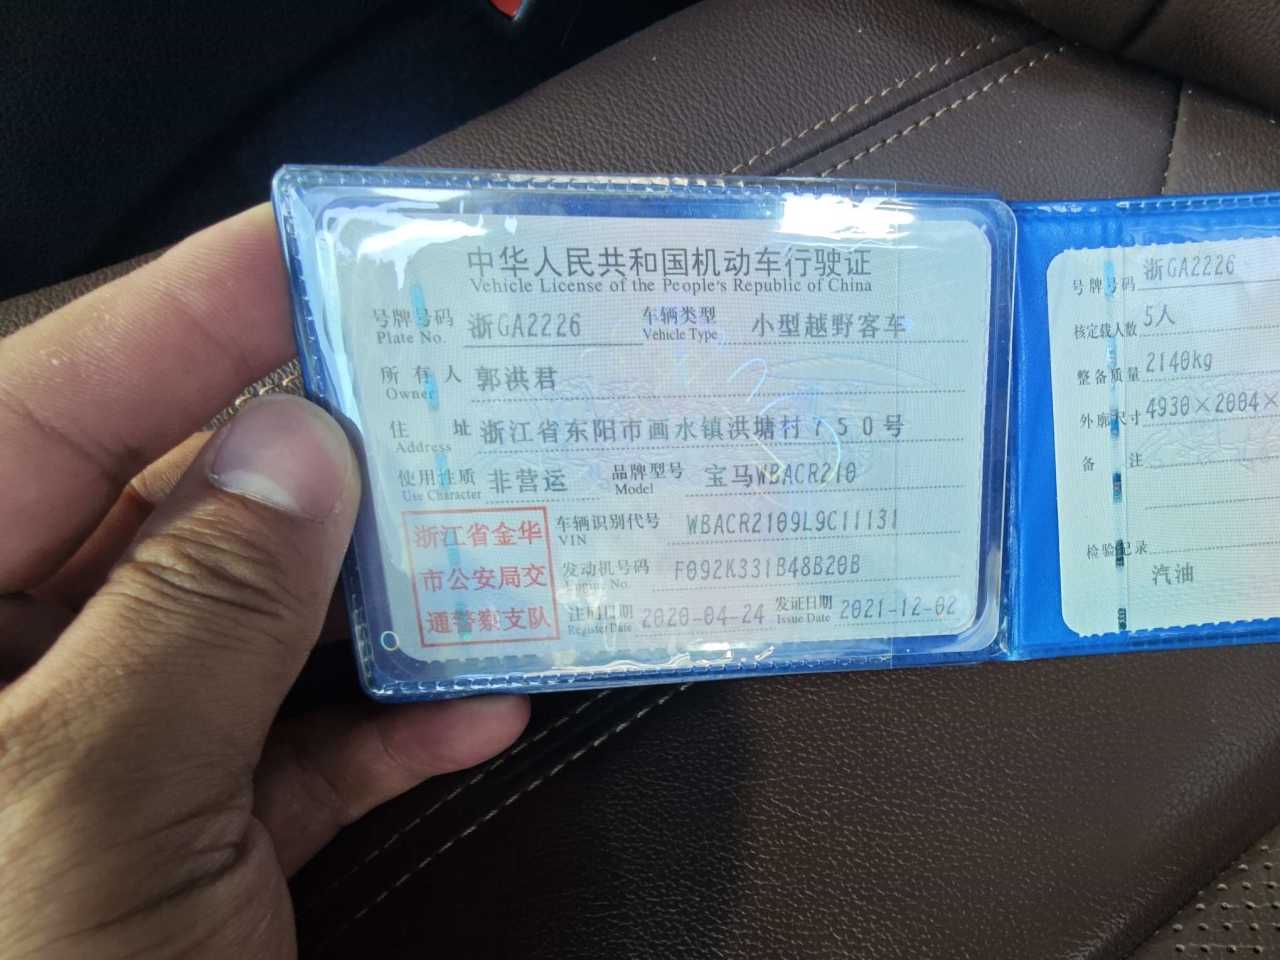 中华人民共和国机动车行驶证
Vehicle License of the People's Republic of China
号牌号码 浙GA2226 车辆类型 小型越野客车
Plate No. Vehicle Type
所有人 郭洪君
Owner
住址 浙江省东阳市画水镇洪塘村750号
Address
使用性质 非营运 品牌型号 宝马WBACR210
Use Character Model
浙江省金华
市公安局交
通警察支队
车辆识别代号 WBACR2109L9C11131
VIN
发动机号码 F092K331B48B20B
Engine No.
注册日期 2020-04-24 发证日期 2021-12-02
Register Date Issue Date
号牌号码 浙GA2226
核定载人数 5人
整备质量 2140kg
外廓尺寸 4930×2004×
备注
检验记录
汽油